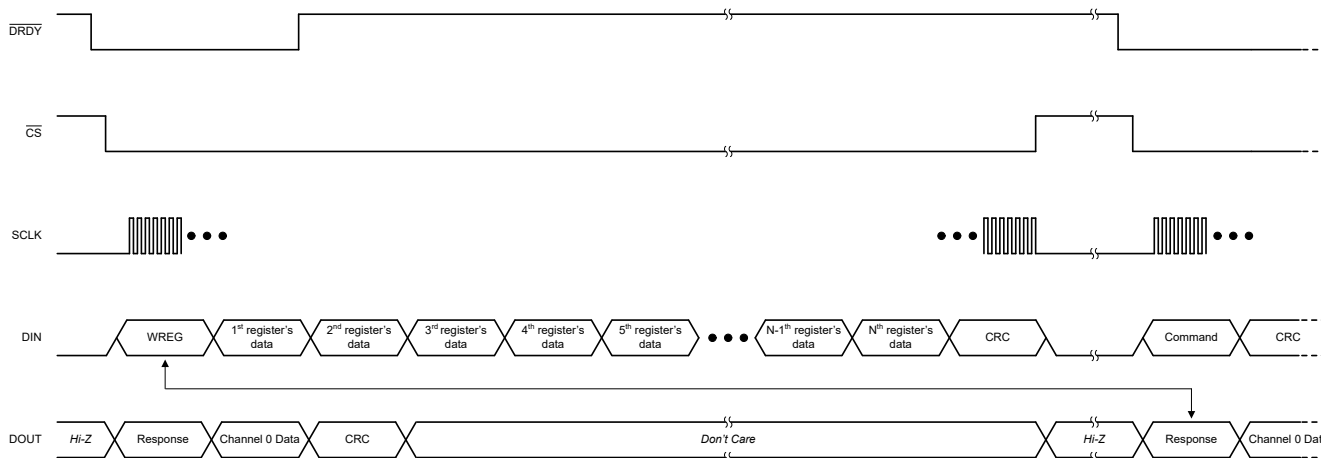 DRDY
CS
SCLK
DIN
WREG
1st register's
data
2nd register's
data
3rd register's
data
4th register's
data
5th register's
data
N-1th register's
data
Nth register's
data
CRC
Command
CRC
DOUT
Hi-Z
Response
Channel 0 Data
CRC
Don't Care
Hi-Z
Response
Channel 0 Dat